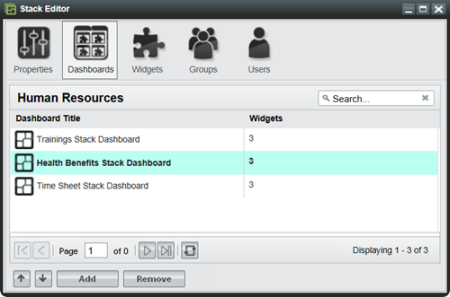 Stack Editor
Properties Dashboards Widgets Groups Users
Human Resources Search...
Dashboard Title Widgets
Trainings Stack Dashboard 3
Health Benefits Stack Dashboard 3
Time Sheet Stack Dashboard 3
Page 1 of 0 Displaying 1 - 3 of 3
Add Remove